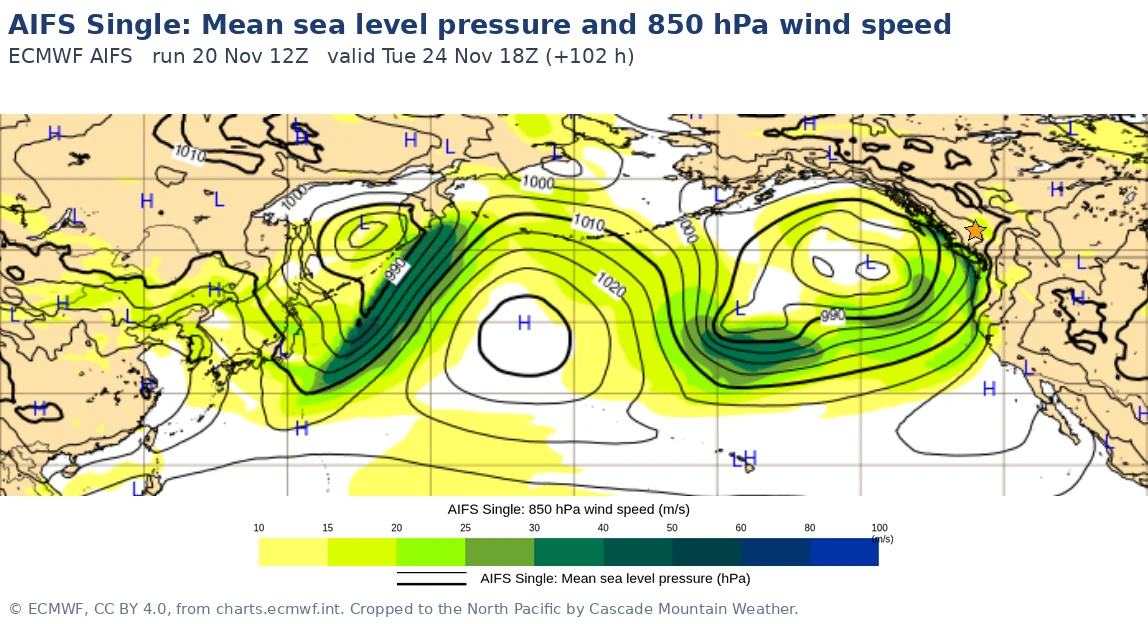 AIFS Single: Mean sea level pressure and 850 hPa wind speed
ECMWF AIFS run 20 Nov 12Z valid Tue 24 Nov 18Z (+102 h)
H L H H L H L
1010
L
L
H L L H
1000
1000
L
L
1010
1000
H L
990
L
L
1020
H H
L L
H
L
990
L
H
H
L
H
H
H
H
L H
L
L
AIFS Single: 850 hPa wind speed (m/s)
10 15 20 25 30 40 50 60 80 100
(m/s)
AIFS Single: Mean sea level pressure (hPa)
© ECMWF, CC BY 4.0, from charts.ecmwf.int. Cropped to the North Pacific by Cascade Mountain Weather.